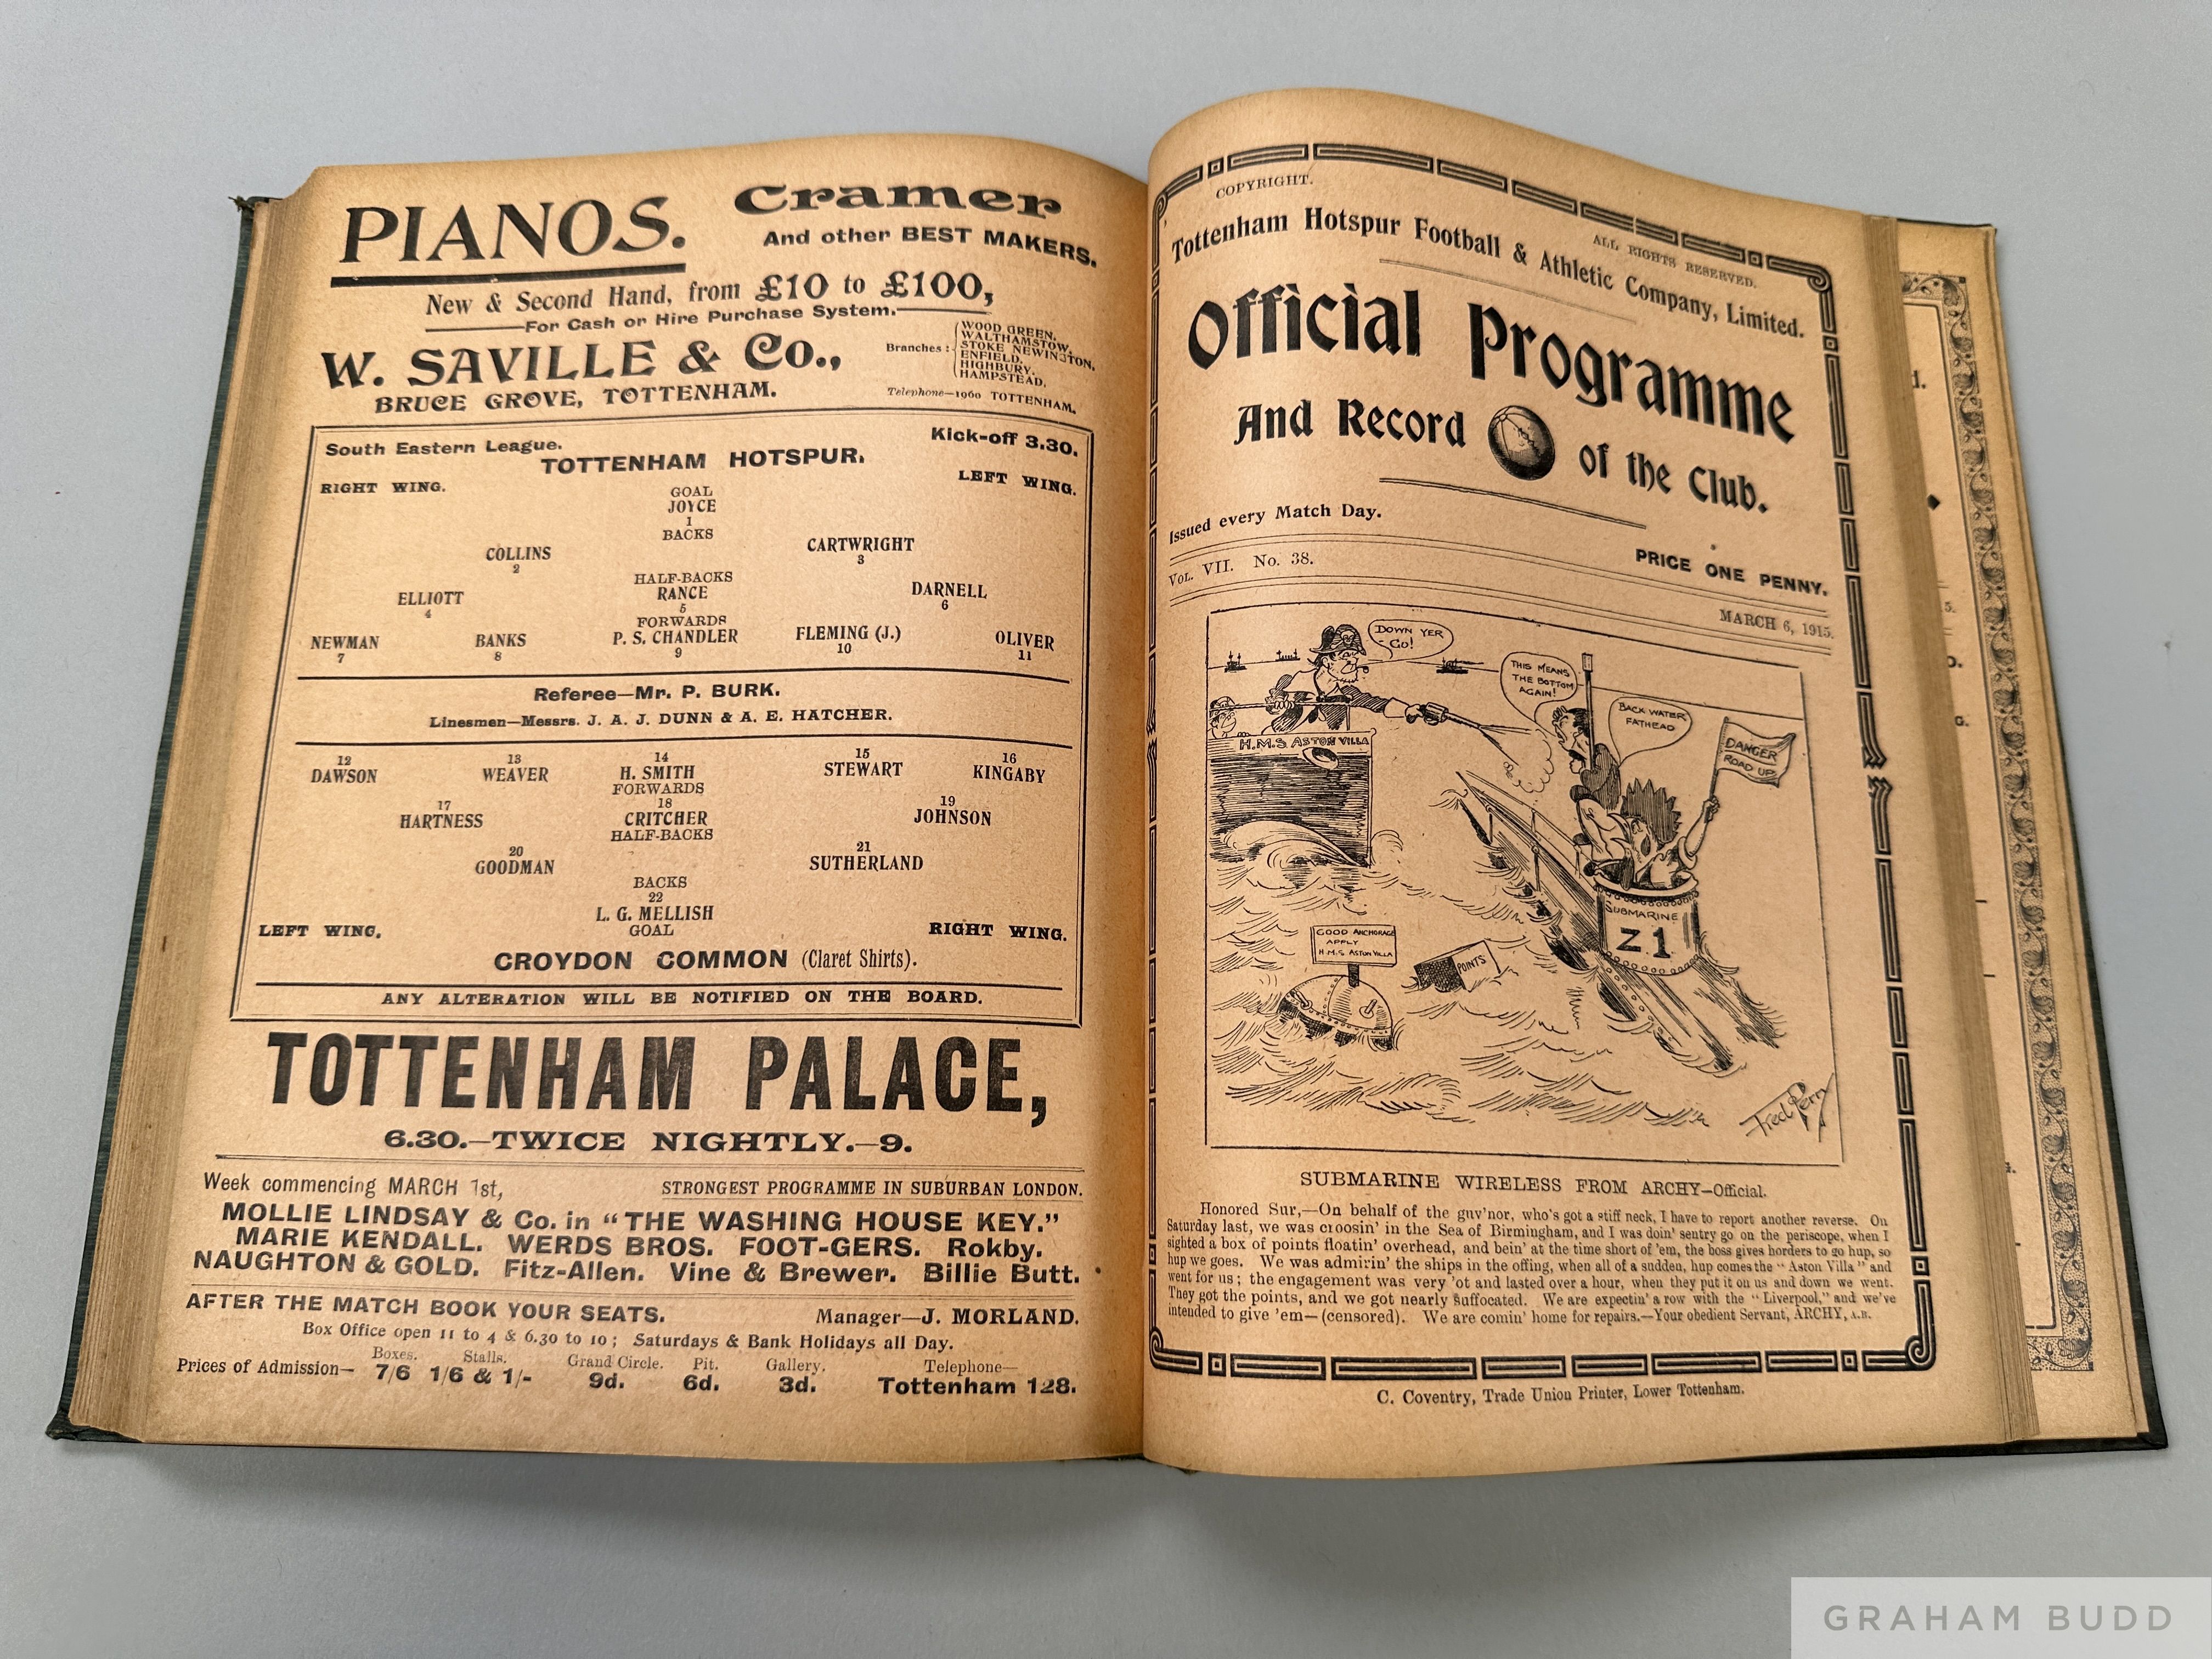 PIANOS. Cramer
And other BEST MAKERS.
New & Second Hand, from £10 to £100,
For Cash or Hire Purchase System.
W. SAVILLE & Co.,
BRUCE GROVE, TOTTENHAM.
Branches: WOOD GREEN,
WALTHAMSTOW,
STOKE NEWINGTON,
ENFIELD,
HIGHBURY,
HAMPSTEAD.
Telephone—1960 TOTTENHAM.
South Eastern League. Kick-off 3.30.
TOTTENHAM HOTSPUR.
RIGHT WING. LEFT WING.
GOAL
JOYCE
1
BACKS
COLLINS CARTWRIGHT
2 3
HALF-BACKS
ELLIOTT RANCE DARNELL
4 5 6
FORWARDS
NEWMAN BANKS P. S. CHANDLER FLEMING (J.) OLIVER
7 8 9 10 11
Referee—Mr. P. BURK.
Linesmen—Messrs. J. A. J. DUNN & A. E. HATCHER.
12 13 14 15 16
DAWSON WEAVER H. SMITH STEWART KINGABY
FORWARDS
17 18 19
HARTNESS CRITCHER JOHNSON
HALF-BACKS
20 21
GOODMAN SUTHERLAND
BACKS
22
L. G. MELLISH
LEFT WING. GOAL RIGHT WING.
CROYDON COMMON (Claret Shirts).
ANY ALTERATION WILL BE NOTIFIED ON THE BOARD.
TOTTENHAM PALACE,
6.30.—TWICE NIGHTLY.—9.
Week commencing MARCH 1st, STRONGEST PROGRAMME IN SUBURBAN LONDON.
MOLLIE LINDSAY & Co. in "THE WASHING HOUSE KEY."
MARIE KENDALL. WERDS BROS. FOOT-GERS. Rokby.
NAUGHTON & GOLD. Fitz-Allen. Vine & Brewer. Billie Butt.
AFTER THE MATCH BOOK YOUR SEATS. Manager—J. MORLAND.
Box Office open 11 to 4 & 6.30 to 10; Saturdays & Bank Holidays all Day.
Boxes. Stalls. Grand Circle. Pit. Gallery. Telephone—
Prices of Admission— 7/6 1/6 & 1/- 9d. 6d. 3d. Tottenham 128.
COPYRIGHT. ALL RIGHTS RESERVED.
Tottenham Hotspur Football & Athletic Company, Limited.
Official Programme
And Record of the Club.
Issued every Match Day.
PRICE ONE PENNY.
VOL. VII. No. 38. MARCH 6, 1915.
DOWN YER
GO!
THIS MEANS
THE BOTTOM
AGAIN!
BACK WATER
FATHEAD
DANGER
ROAD UP
H.M.S ASTON VILLA
SUBMARINE
Z1
GOOD ANCHORAGE
APPLY
H.M.S ASTON VILLA
POINTS
Fred Perry
SUBMARINE WIRELESS FROM ARCHY—Official.
Honored Sur,—On behalf of the guv'nor, who's got a stiff neck, I have to report another reverse. On
Saturday last, we was croosin' in the Sea of Birmingham, and I was doin' sentry go on the periscope, when I
sighted a box of points floatin' overhead, and bein' at the time short of 'em, the boss gives horders to go hup, so
hup we goes. We was admirin' the ships in the offing, when all of a sudden, hup comes the "Aston Villa" and
went for us; the engagement was very 'ot and lasted over a hour, when they put it on us and down we went.
They got the points, and we got nearly suffocated. We are expectin' a row with the "Liverpool," and we've
intended to give 'em—(censored). We are comin' home for repairs.—Your obedient Servant, ARCHY, A.B.
C. Coventry, Trade Union Printer, Lower Tottenham.
GRAHAM BUDD